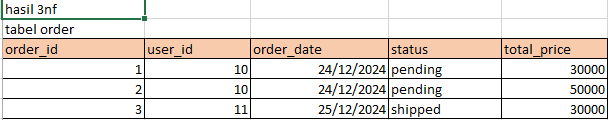 hasil 3nf
tabel order
order_id user_id order_date status total_price
1 10 24/12/2024 pending 30000
2 10 24/12/2024 pending 50000
3 11 25/12/2024 shipped 30000